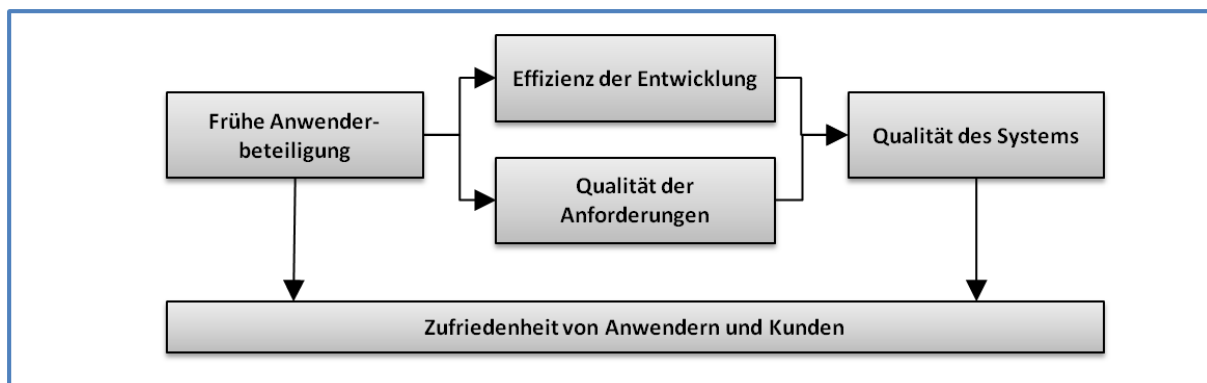 Frühe Anwender-
beteiligung
Effizienz der Entwicklung
Qualität der
Anforderungen
Qualität des Systems
Zufriedenheit von Anwendern und Kunden